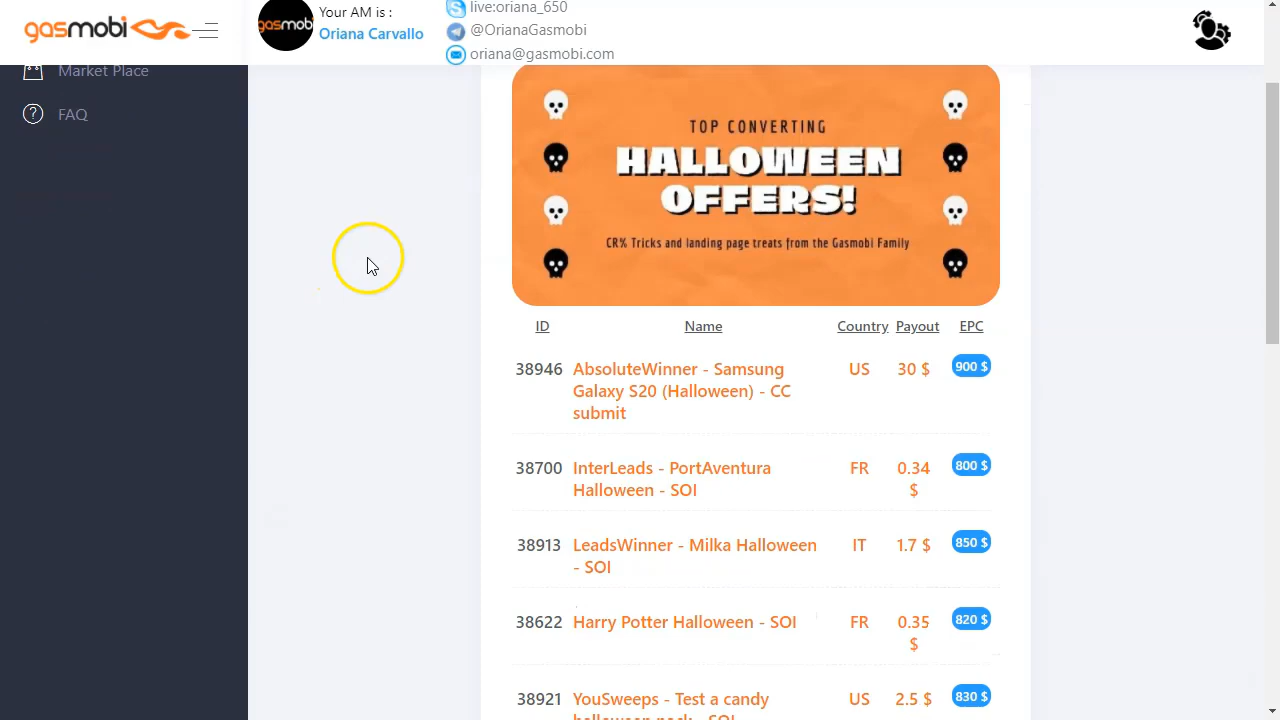 gasmobi
gasmobi
Your AM is :
Oriana Carvallo
live:oriana_650
@OrianaGasmobi
oriana@gasmobi.com
Market Place
FAQ
TOP CONVERTING
HALLOWEEN
OFFERS!
CR% Tricks and landing page treats from the Gasmobi Family
ID Name Country Payout EPC
38946 AbsoluteWinner - Samsung US 30 $ 900 $
Galaxy S20 (Halloween) - CC
submit
38700 InterLeads - PortAventura FR 0.34 800 $
Halloween - SOI $
38913 LeadsWinner - Milka Halloween IT 1.7 $ 850 $
- SOI
38622 Harry Potter Halloween - SOI FR 0.35 820 $
$
38921 YouSweeps - Test a candy US 2.5 $ 830 $
halloween pack - SOI